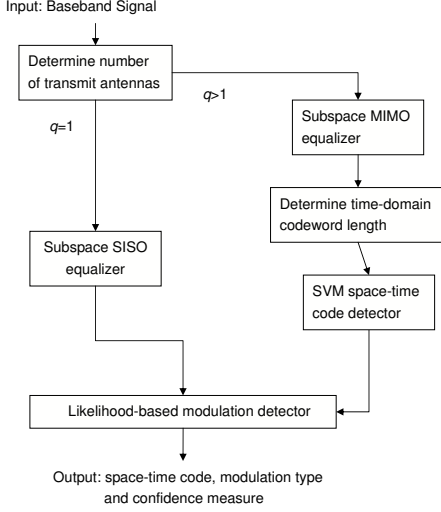 Input: Baseband Signal
Determine number
of transmit antennas
q>1
q=1
Subspace MIMO
equalizer
Determine time-domain
codeword length
Subspace SISO
equalizer
SVM space-time
code detector
Likelihood-based modulation detector
Output: space-time code, modulation type
and confidence measure